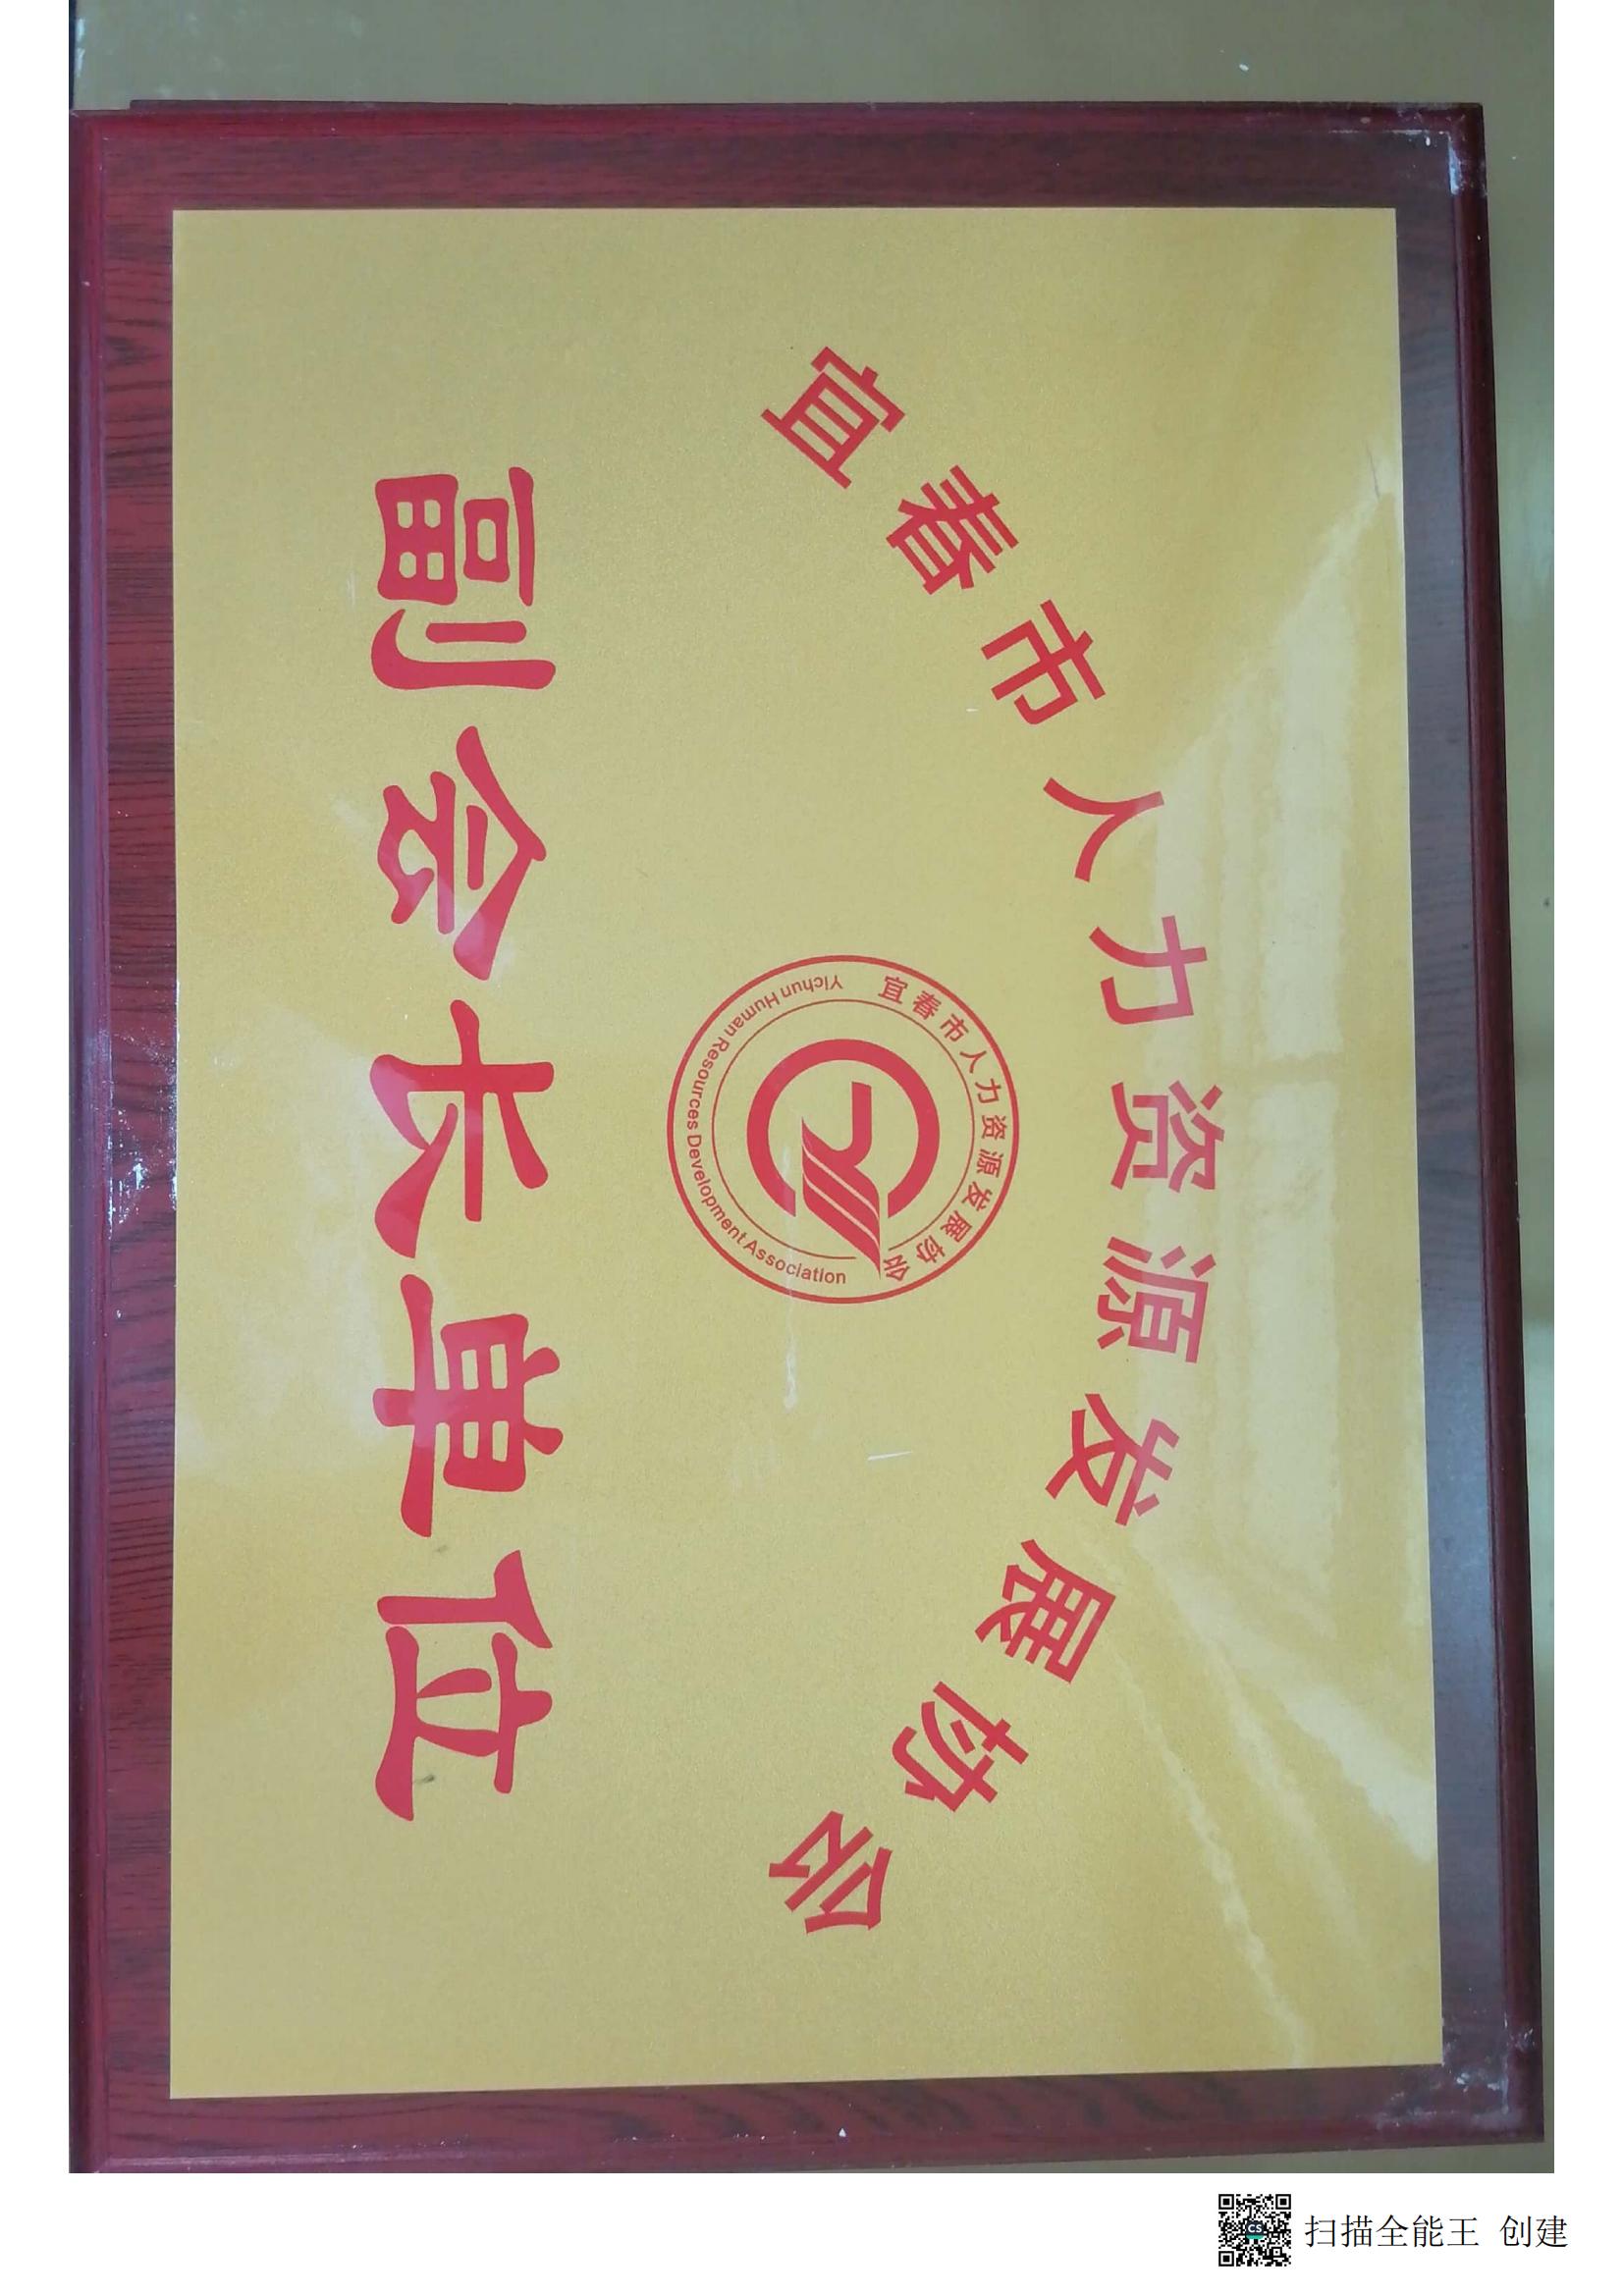 宜春市人力资源发展协会
宜春市人力资源发展协会
Yichun Human Resources Development Association
副会长单位
CS
扫描全能王 创建